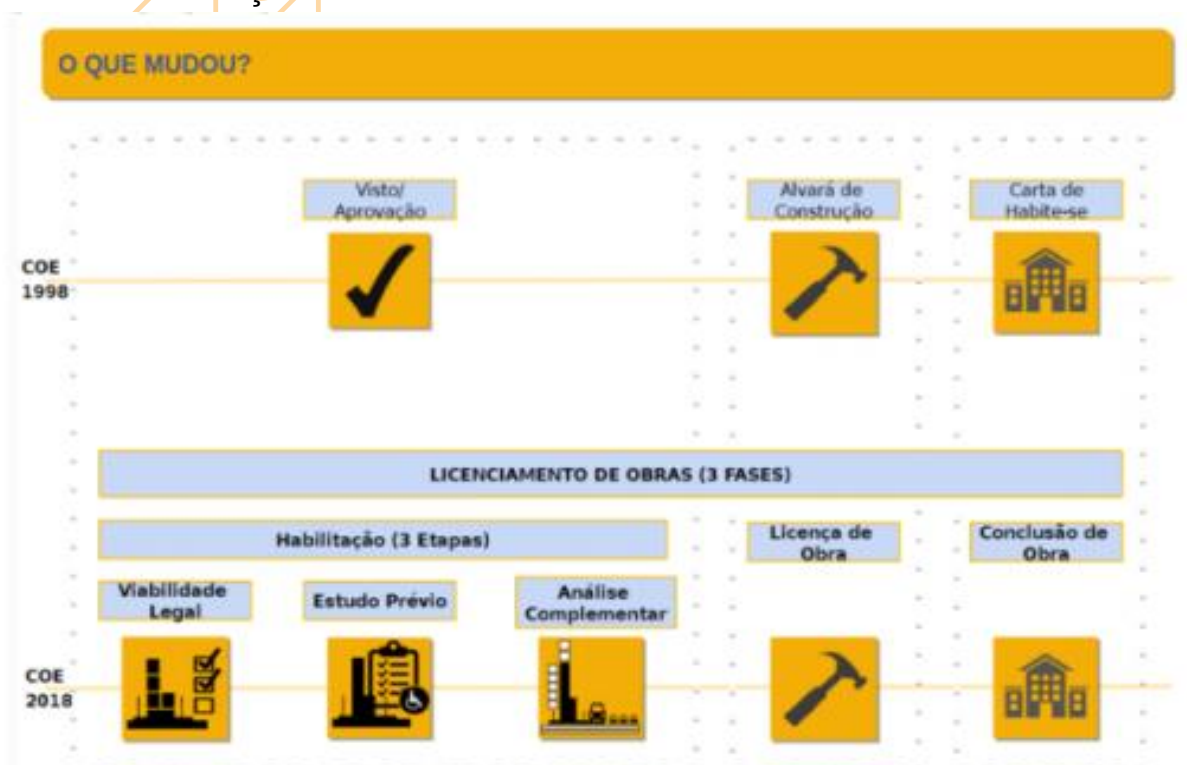 O QUE MUDOU?
Visto/
Aprovação
Alvará de
Construção
Carta de
Habite-se
COE
1998
LICENCIAMENTO DE OBRAS (3 FASES)
Habilitação (3 Etapas)
Licença de
Obra
Conclusão de
Obra
Viabilidade
Legal
Estudo Prévio
Análise
Complementar
COE
2018